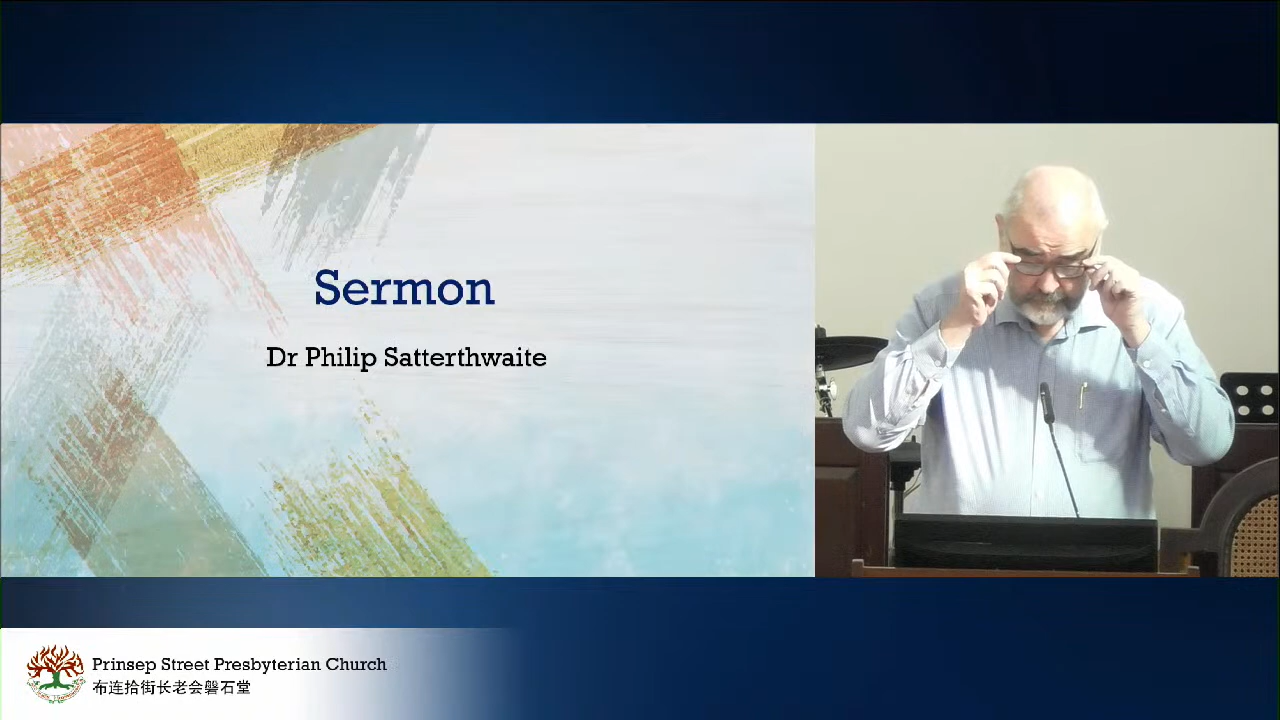 Sermon
Dr Philip Satterthwaite
Prinsep Street Presbyterian Church
布连拾街长老会磐石堂